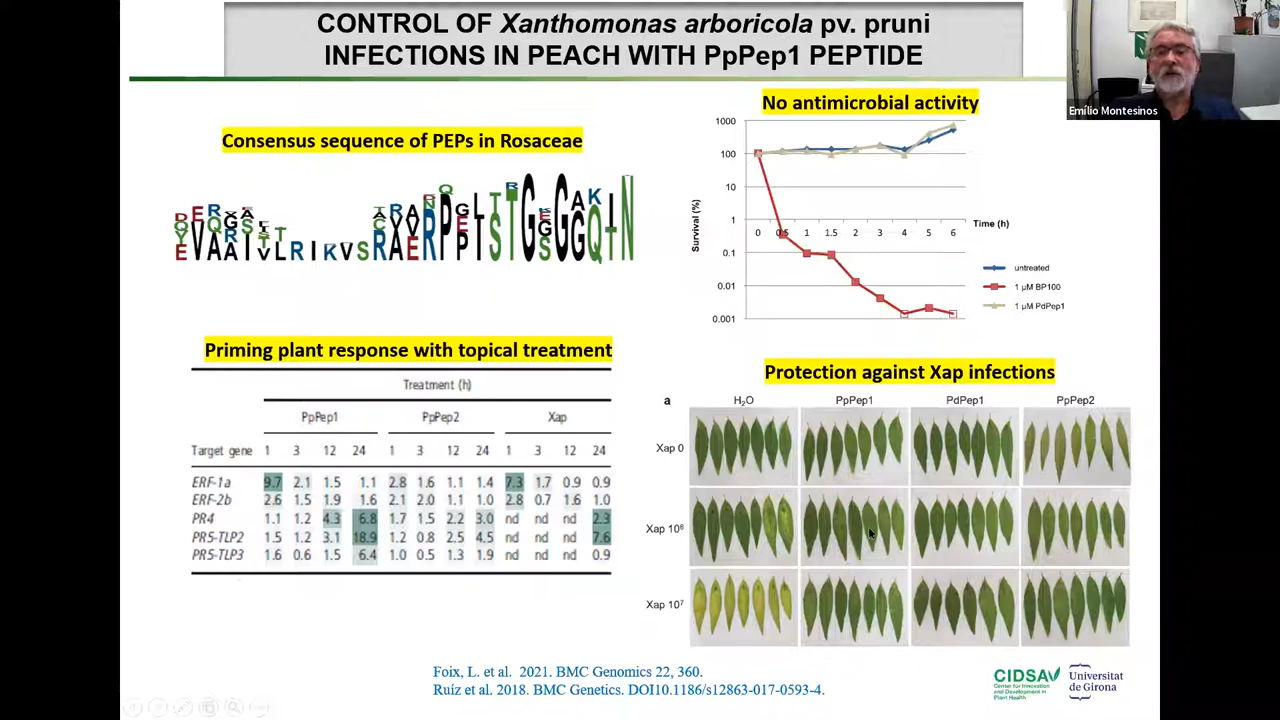 CONTROL OF Xanthomonas arboricola pv. pruni
INFECTIONS IN PEACH WITH PpPep1 PEPTIDE
Emílio Montesinos
Consensus sequence of PEPs in Rosaceae
No antimicrobial activity
Survival (%)
1000
100
10
1
0.1
0.01
0.001
0 0.5 1 1.5 2 3 4 5 6
Time (h)
untreated
1 µM BP100
1 µM PdPep1
Priming plant response with topical treatment
Treatment (h)
PpPep1 PpPep2 Xap
Target gene 1 3 12 24 1 3 12 24 1 3 12 24
ERF-1a 9.7 2.1 1.5 1.1 2.8 1.6 1.1 1.4 7.3 1.7 0.9 0.9
ERF-2b 2.6 1.5 1.9 1.6 2.1 2.0 1.1 1.0 2.8 0.7 1.6 1.0
PR4 1.1 1.2 4.3 6.8 1.7 1.5 2.2 3.0 nd nd nd 2.3
PR5-TLP2 1.5 1.2 3.1 18.9 1.2 0.8 2.5 4.5 nd nd nd 7.6
PR5-TLP3 1.6 0.6 1.5 6.4 1.0 0.5 1.3 1.9 nd nd nd 0.9
Protection against Xap infections
a H₂O PpPep1 PdPep1 PpPep2
Xap 0
Xap 10⁶
Xap 10⁷
Foix, L. et al. 2021. BMC Genomics 22, 360.
Ruíz et al. 2018. BMC Genetics. DOI10.1186/s12863-017-0593-4.
CIDSAV
Center for Innovation
and Development in
Plant Health
Universitat
de Girona